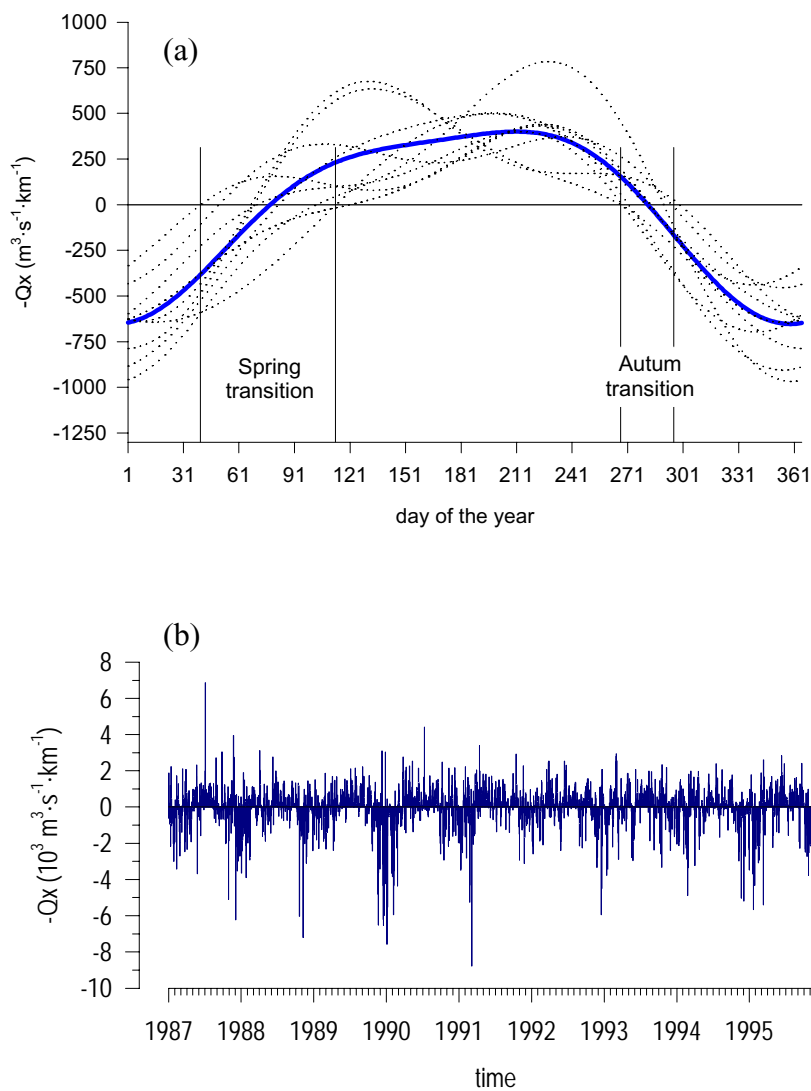 (a)
1000
750
500
250
0
-250
-500
-750
-1000
-1250
-Qx (m³·s⁻¹·km⁻¹)
Spring
transition
Autum
transition
1 31 61 91 121 151 181 211 241 271 301 331 361
day of the year
(b)
8
6
4
2
0
-2
-4
-6
-8
-10
-Qx (10³ m³·s⁻¹·km⁻¹)
1987 1988 1989 1990 1991 1992 1993 1994 1995
time